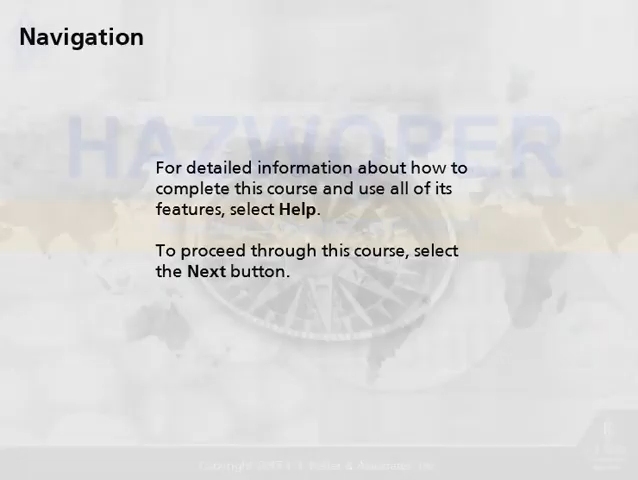 Navigation
HAZWOPER
For detailed information about how to
complete this course and use all of its
features, select Help.
To proceed through this course, select
the Next button.